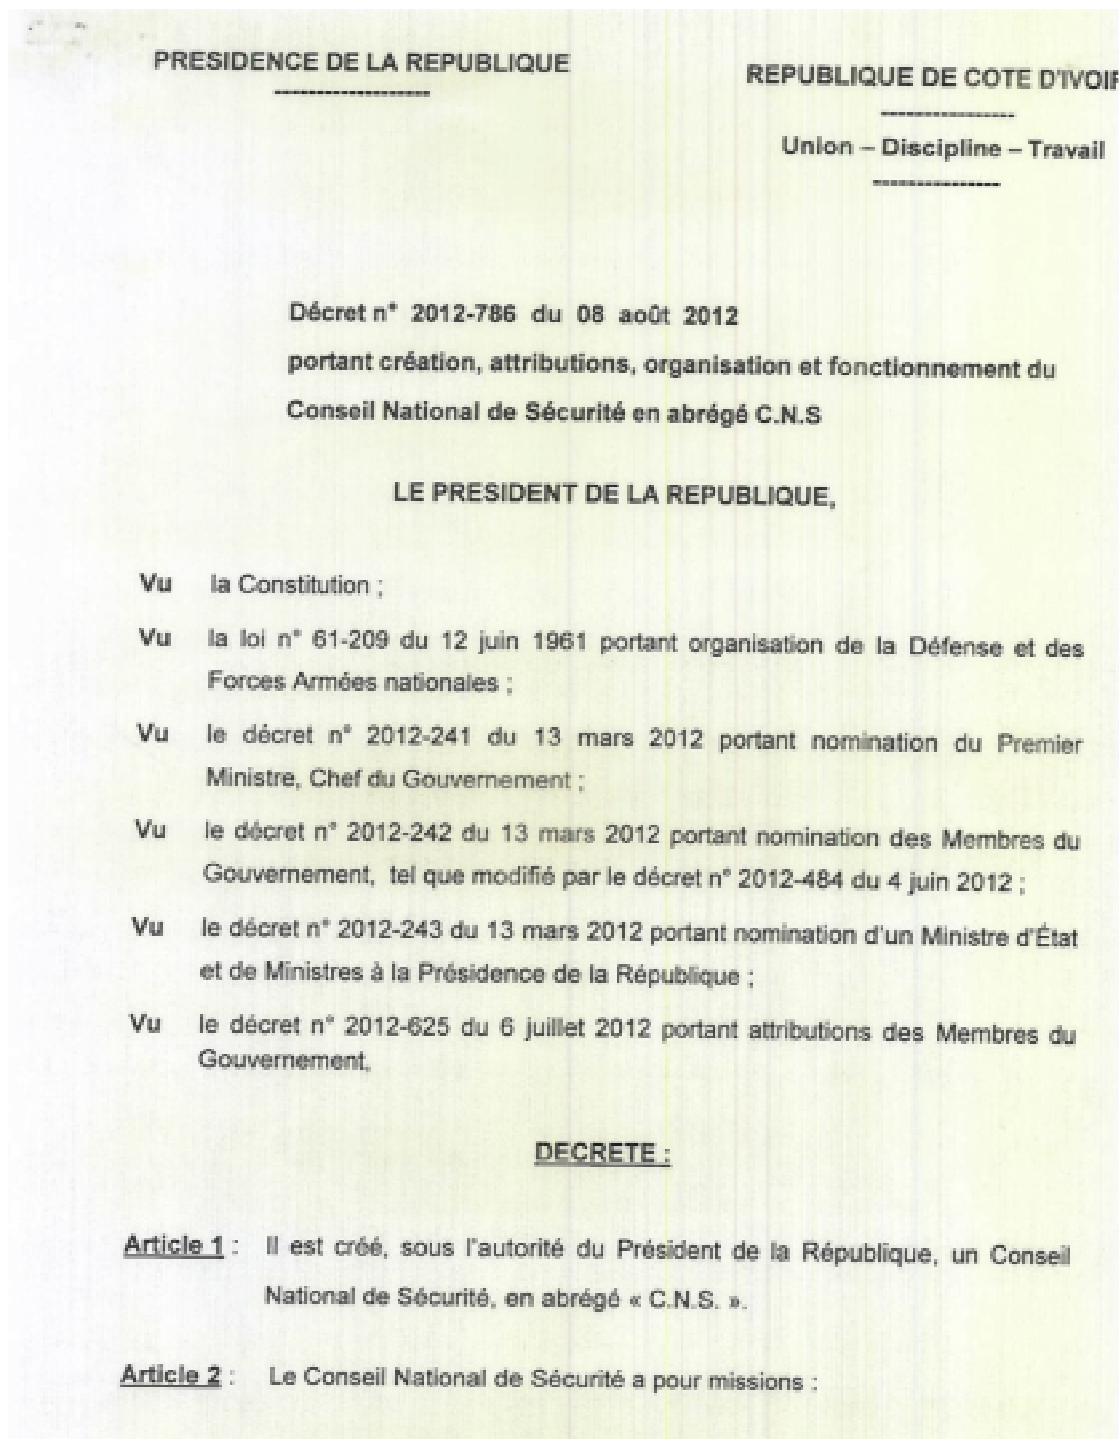 PRESIDENCE DE LA REPUBLIQUE
-------------------
REPUBLIQUE DE COTE D'IVOIR
----------------
Union – Discipline – Travail
---------------
Décret n° 2012-786 du 08 août 2012
portant création, attributions, organisation et fonctionnement du
Conseil National de Sécurité en abrégé C.N.S
LE PRESIDENT DE LA REPUBLIQUE,
Vu la Constitution ;
Vu la loi n° 61-209 du 12 juin 1961 portant organisation de la Défense et des
Forces Armées nationales ;
Vu le décret n° 2012-241 du 13 mars 2012 portant nomination du Premier
Ministre, Chef du Gouvernement ;
Vu le décret n° 2012-242 du 13 mars 2012 portant nomination des Membres du
Gouvernement, tel que modifié par le décret n° 2012-484 du 4 juin 2012 ;
Vu le décret n° 2012-243 du 13 mars 2012 portant nomination d'un Ministre d'État
et de Ministres à la Présidence de la République ;
Vu le décret n° 2012-625 du 6 juillet 2012 portant attributions des Membres du
Gouvernement,
DECRETE :
Article 1 : Il est créé, sous l'autorité du Président de la République, un Conseil
National de Sécurité, en abrégé « C.N.S. ».
Article 2 : Le Conseil National de Sécurité a pour missions :